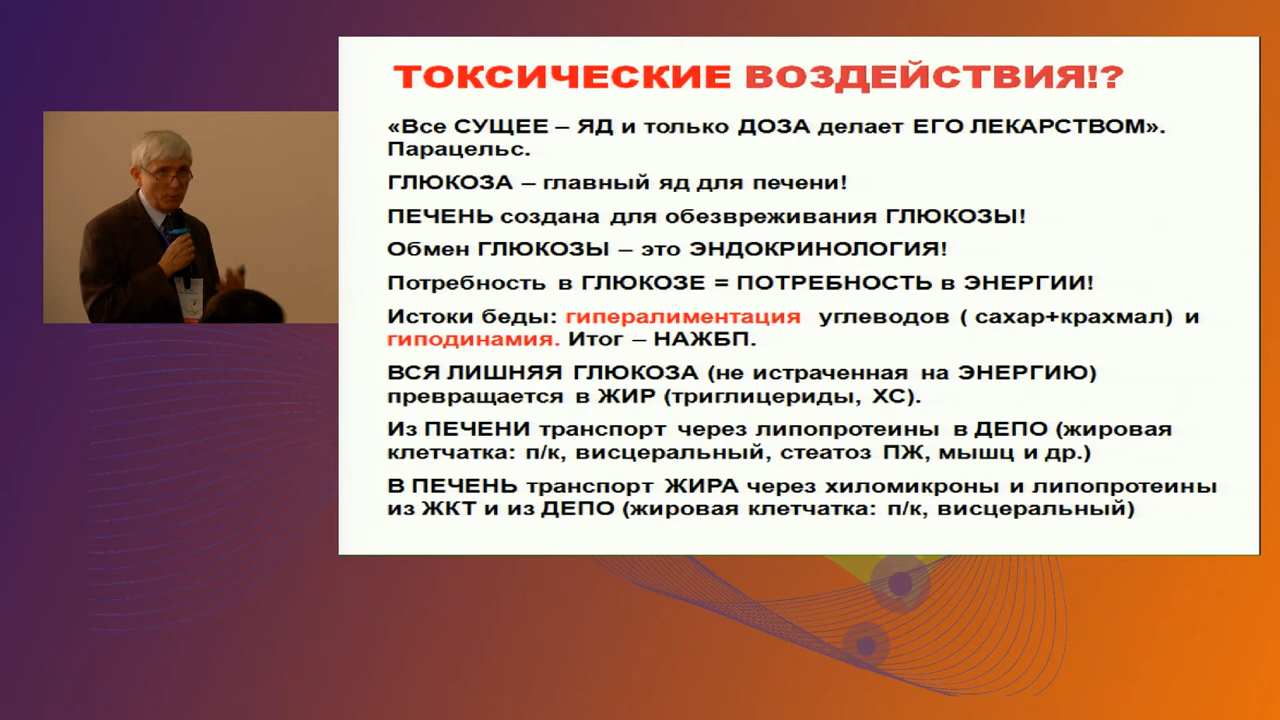 ТОКСИЧЕСКИЕ ВОЗДЕЙСТВИЯ!?
«Все СУЩЕЕ – ЯД и только ДОЗА делает ЕГО ЛЕКАРСТВОМ».
Парацельс.
ГЛЮКОЗА – главный яд для печени!
ПЕЧЕНЬ создана для обезвреживания ГЛЮКОЗЫ!
Обмен ГЛЮКОЗЫ – это ЭНДОКРИНОЛОГИЯ!
Потребность в ГЛЮКОЗЕ = ПОТРЕБНОСТЬ в ЭНЕРГИИ!
Истоки беды: гипералиментация углеводов ( сахар+крахмал) и
гиподинамия. Итог – НАЖБП.
ВСЯ ЛИШНЯЯ ГЛЮКОЗА (не истраченная на ЭНЕРГИЮ)
превращается в ЖИР (триглицериды, ХС).
Из ПЕЧЕНИ транспорт через липопротеины в ДЕПО (жировая
клетчатка: п/к, висцеральный, стеатоз ПЖ, мышц и др.)
В ПЕЧЕНЬ транспорт ЖИРА через хиломикроны и липопротеины
из ЖКТ и из ДЕПО (жировая клетчатка: п/к, висцеральный)